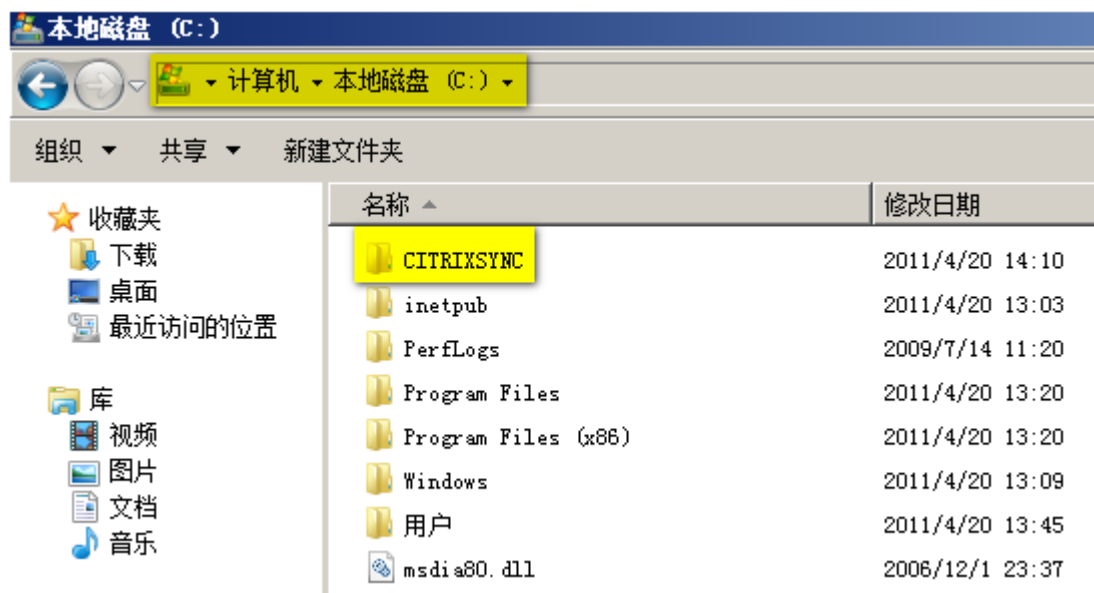 本地磁盘 (C:)
计算机 本地磁盘 (C:)
组织 共享 新建文件夹
名称 修改日期
收藏夹
下载
桌面
最近访问的位置
库
视频
图片
文档
音乐
CITRIXSYNC 2011/4/20 14:10
inetpub 2011/4/20 13:03
PerfLogs 2009/7/14 11:20
Program Files 2011/4/20 13:20
Program Files (x86) 2011/4/20 13:20
Windows 2011/4/20 13:09
用户 2011/4/20 13:45
msdia80.dll 2006/12/1 23:37